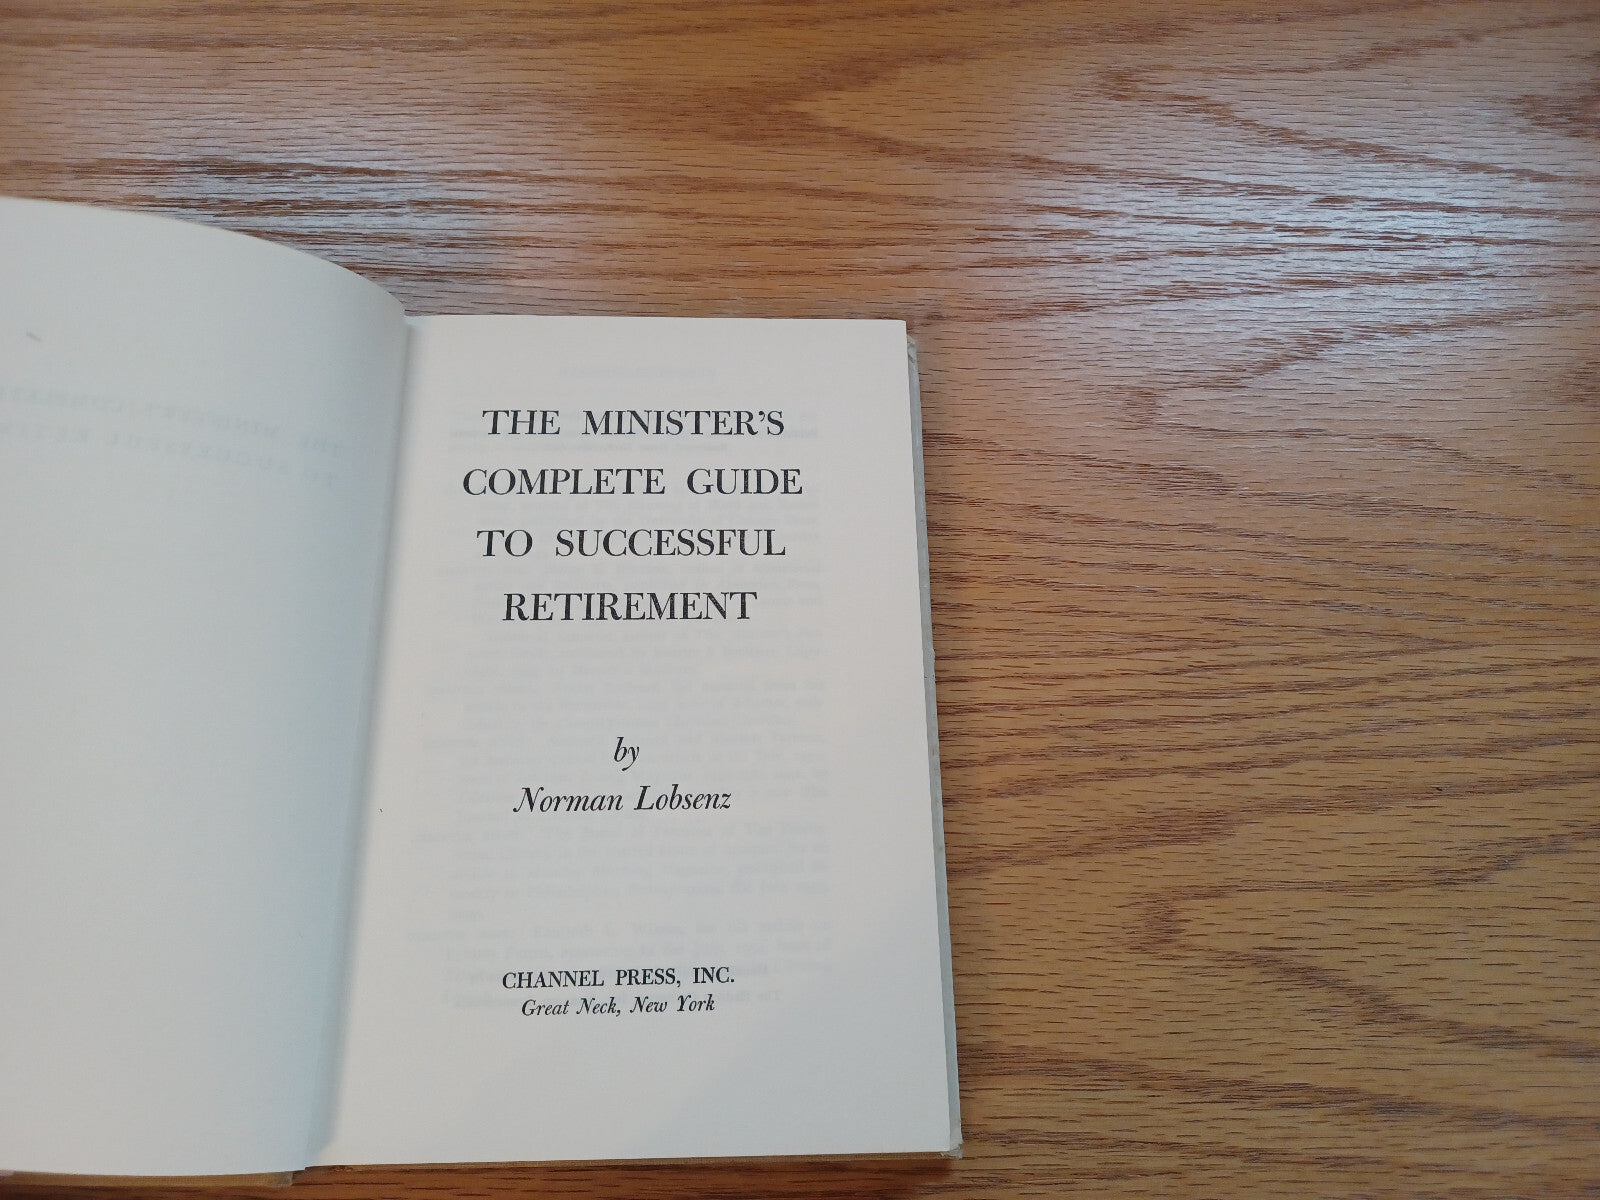 THE MINISTER'S
COMPLETE GUIDE
TO SUCCESSFUL
RETIREMENT
by
Norman Lobsenz
CHANNEL PRESS, INC.
Great Neck, New York